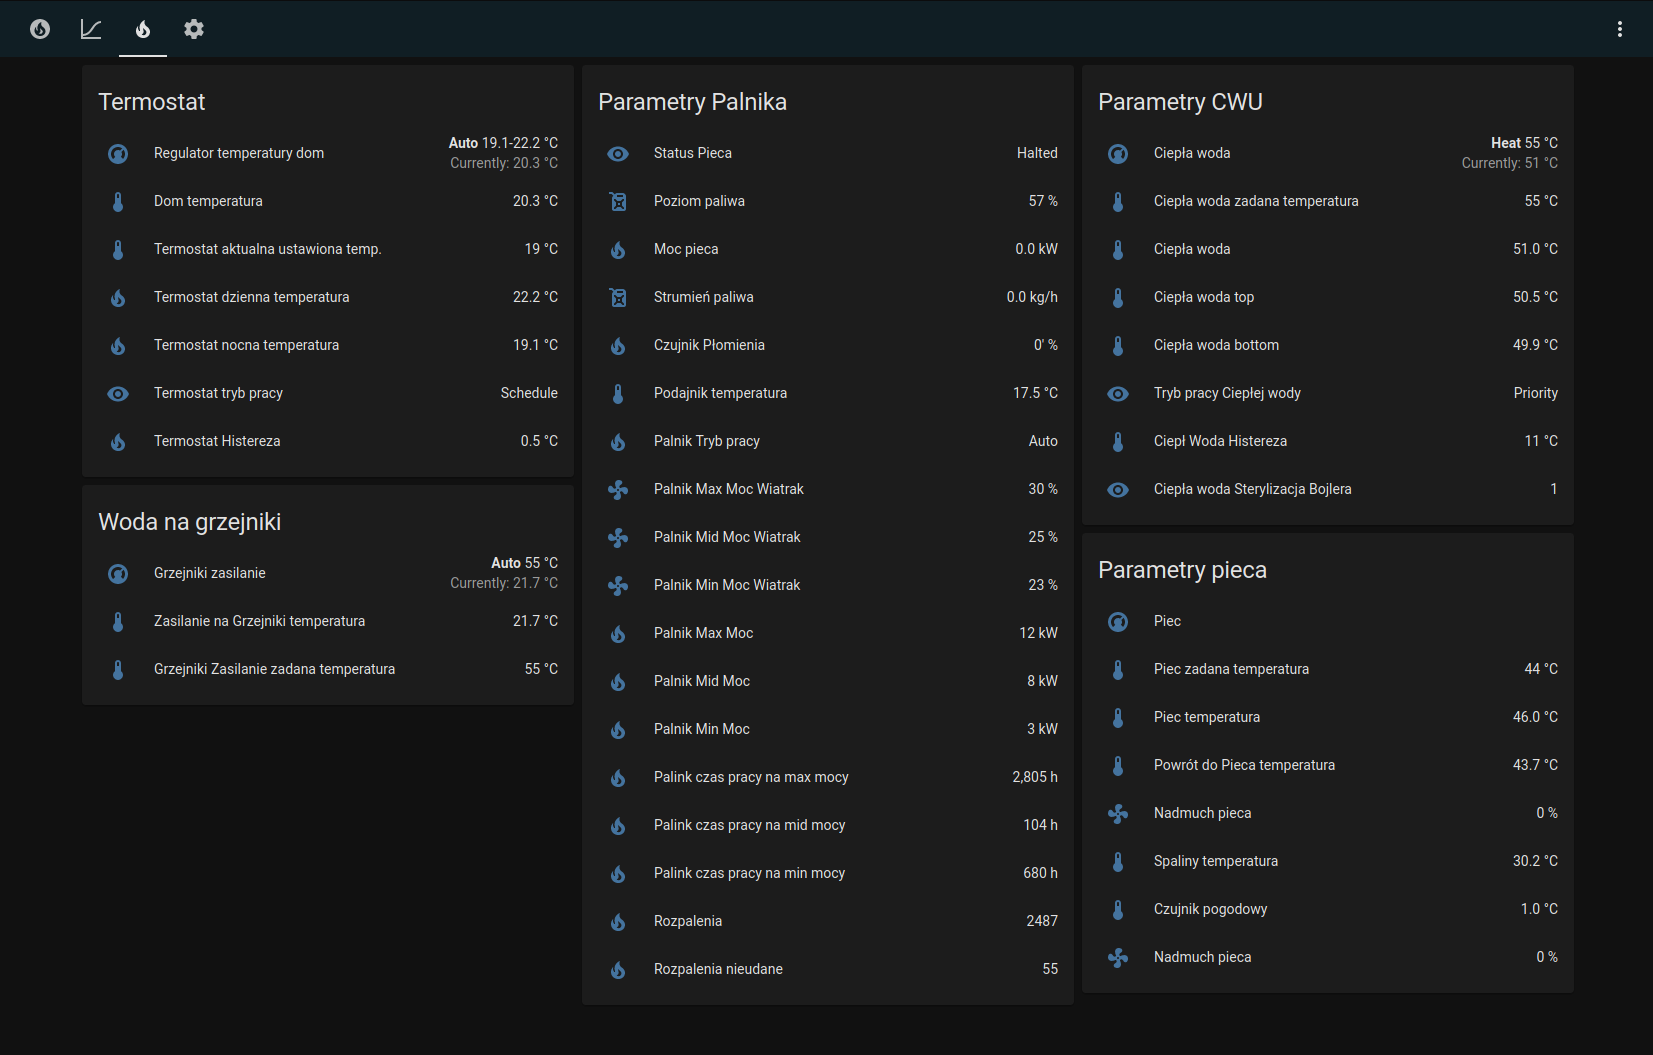 Termostat
Regulator temperatury dom
Auto 19.1-22.2 °C
Currently: 20.3 °C
Dom temperatura 20.3 °C
Termostat aktualna ustawiona temp. 19 °C
Termostat dzienna temperatura 22.2 °C
Termostat nocna temperatura 19.1 °C
Termostat tryb pracy Schedule
Termostat Histereza 0.5 °C
Woda na grzejniki
Grzejniki zasilanie
Auto 55 °C
Currently: 21.7 °C
Zasilanie na Grzejniki temperatura 21.7 °C
Grzejniki Zasilanie zadana temperatura 55 °C
Parametry Palnika
Status Pieca Halted
Poziom paliwa 57 %
Moc pieca 0.0 kW
Strumień paliwa 0.0 kg/h
Czujnik Płomienia 0' %
Podajnik temperatura 17.5 °C
Palnik Tryb pracy Auto
Palnik Max Moc Wiatrak 30 %
Palnik Mid Moc Wiatrak 25 %
Palnik Min Moc Wiatrak 23 %
Palnik Max Moc 12 kW
Palnik Mid Moc 8 kW
Palnik Min Moc 3 kW
Palink czas pracy na max mocy 2,805 h
Palink czas pracy na mid mocy 104 h
Palink czas pracy na min mocy 680 h
Rozpalenia 2487
Rozpalenia nieudane 55
Parametry CWU
Ciepła woda
Heat 55 °C
Currently: 51 °C
Ciepła woda zadana temperatura 55 °C
Ciepła woda 51.0 °C
Ciepła woda top 50.5 °C
Ciepła woda bottom 49.9 °C
Tryb pracy Ciepłej wody Priority
Ciepł Woda Histereza 11 °C
Ciepła woda Sterylizacja Bojlera 1
Parametry pieca
Piec
Piec zadana temperatura 44 °C
Piec temperatura 46.0 °C
Powrót do Pieca temperatura 43.7 °C
Nadmuch pieca 0 %
Spaliny temperatura 30.2 °C
Czujnik pogodowy 1.0 °C
Nadmuch pieca 0 %